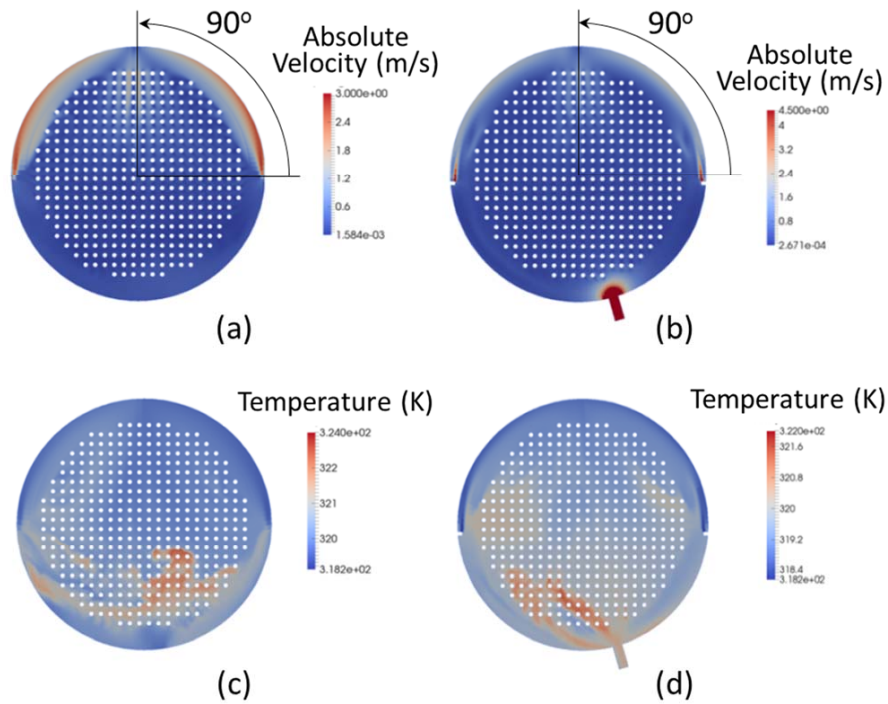 90o
Absolute
Velocity (m/s)
3.000e+00
2.4
1.8
1.2
0.6
1.584e-03
(a)
90o
Absolute
Velocity (m/s)
4.500e+00
4
3.2
2.4
1.6
0.8
2.671e-04
(b)
Temperature (K)
3.240e+02
322
321
320
3.182e+02
(c)
Temperature (K)
3.220e+02
321.6
320.8
320
319.2
318.4
3.182e+02
(d)